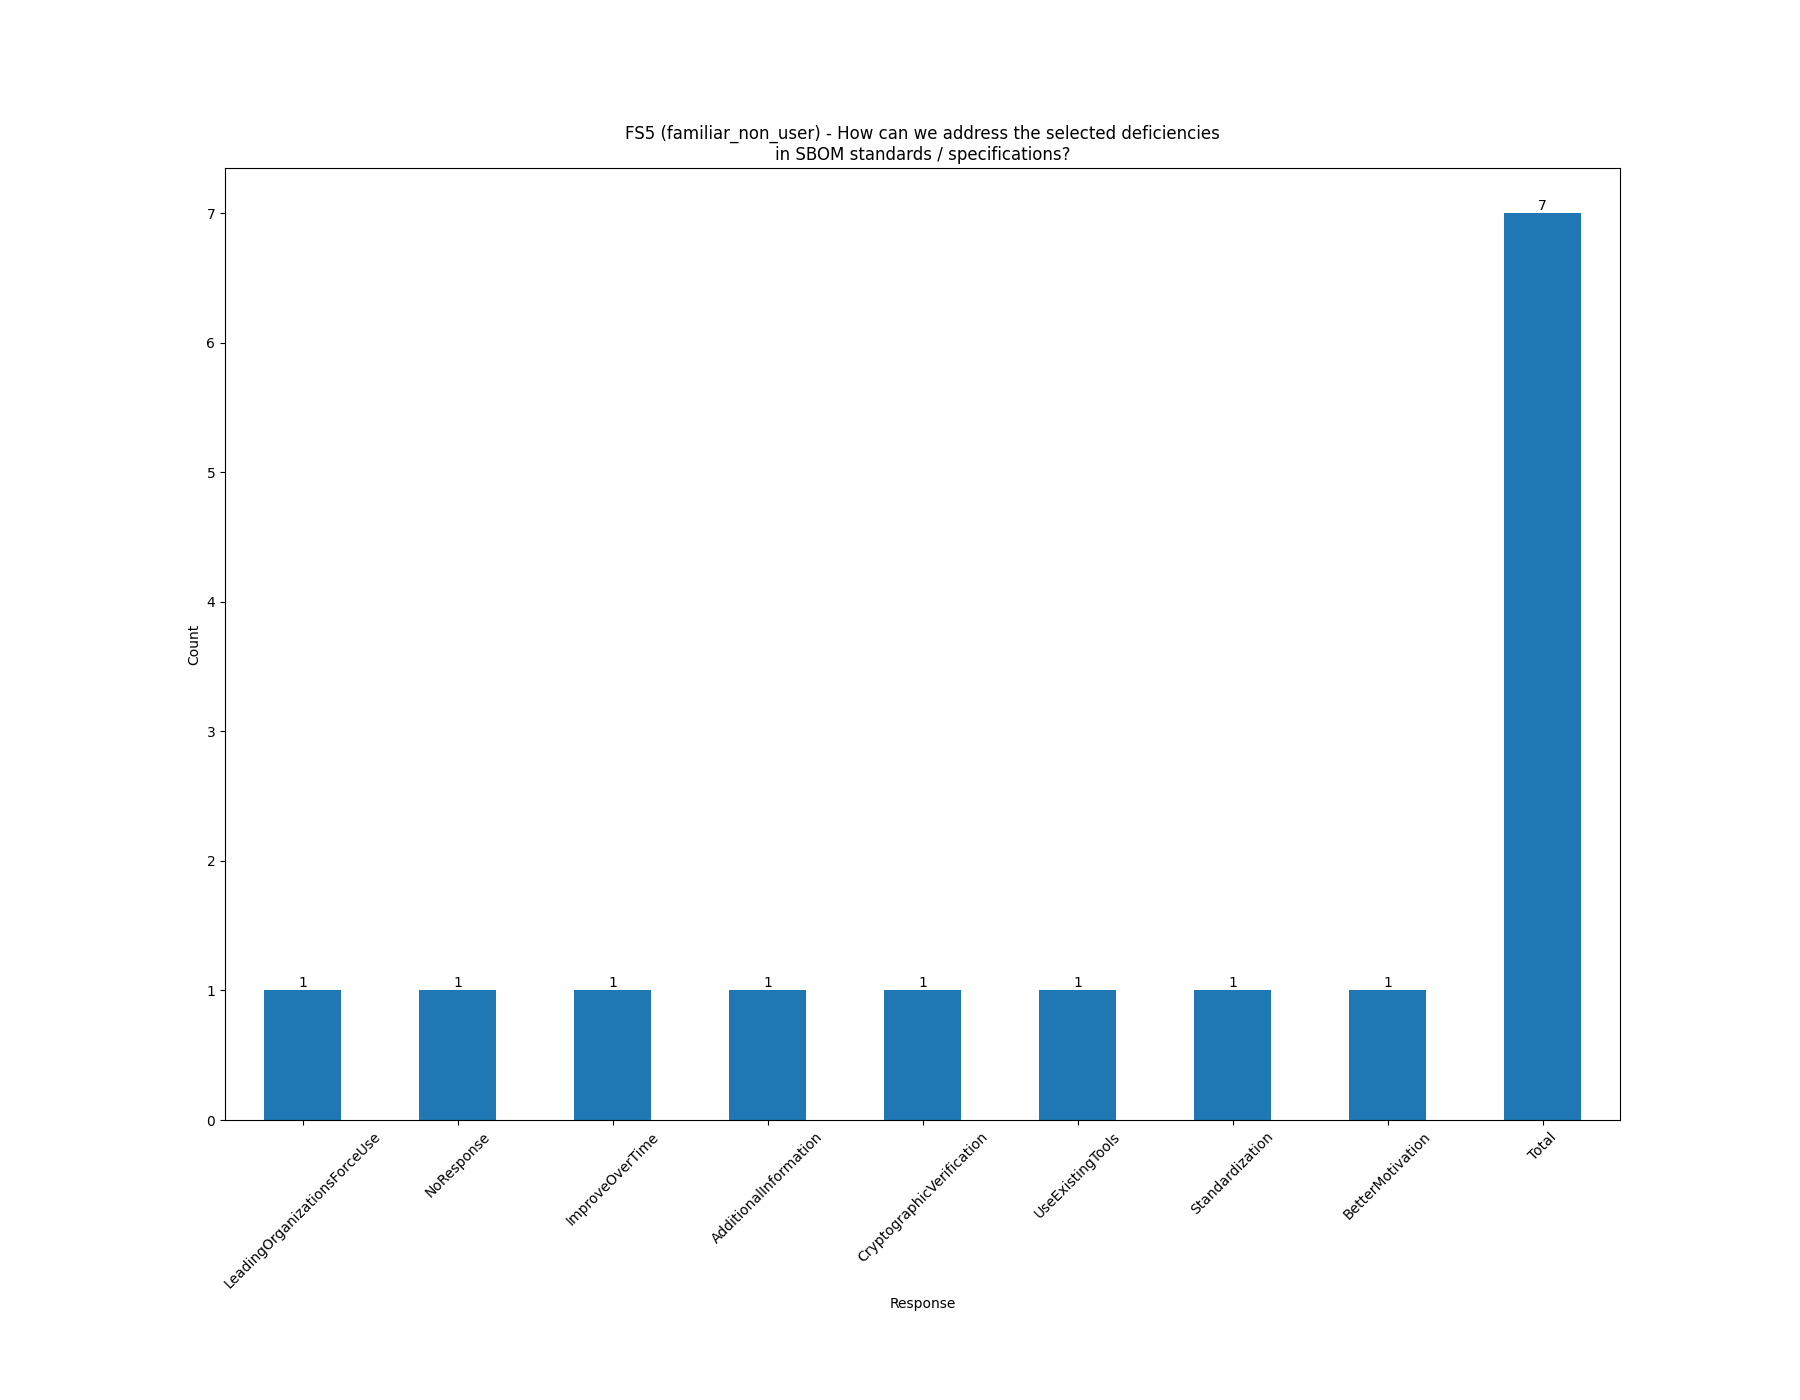 FS5 (familiar_non_user) - How can we address the selected deficiencies
in SBOM standards / specifications?
7
6
5
4
3
2
1
0
Count
1
1
1
1
1
1
1
1
7
LeadingOrganizationsForceUse
NoResponse
ImproveOverTime
AdditionalInformation
CryptographicVerification
UseExistingTools
Standardization
BetterMotivation
Total
Response